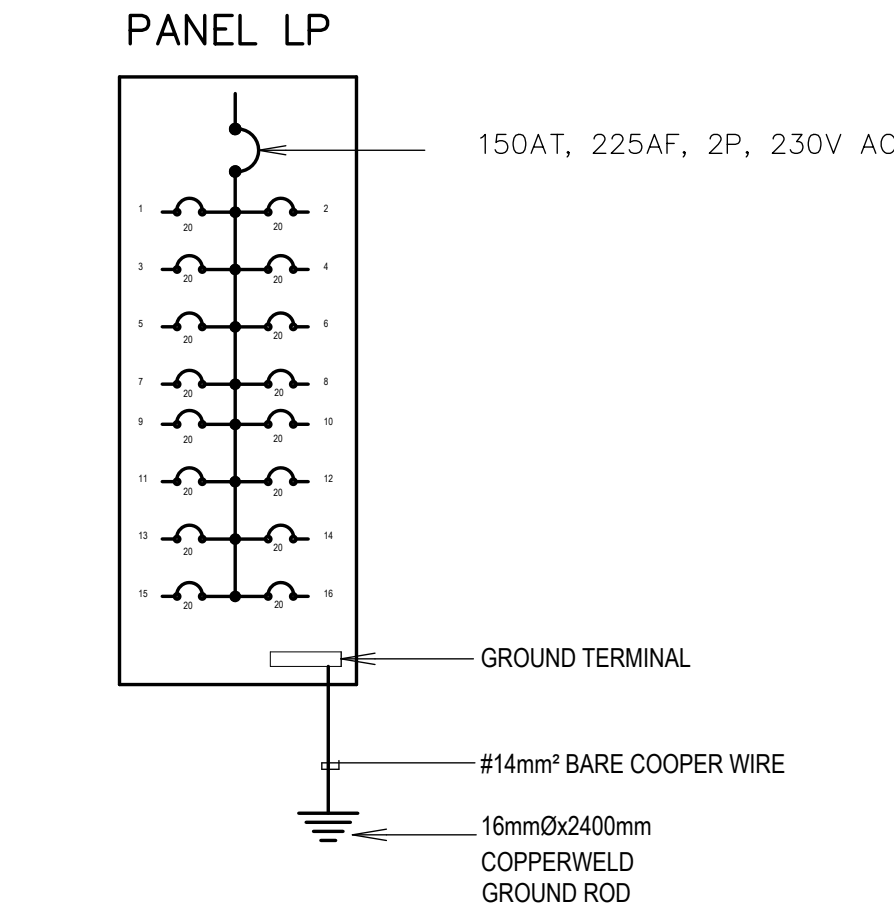 PANEL LP
150AT, 225AF, 2P, 230V AC
1 20 20 2
3 20 20 4
5 20 20 6
7 20 20 8
9 20 20 10
11 20 20 12
13 20 20 14
15 20 20 16
GROUND TERMINAL
#14mm² BARE COOPER WIRE
16mmØx2400mm
COPPERWELD
GROUND ROD